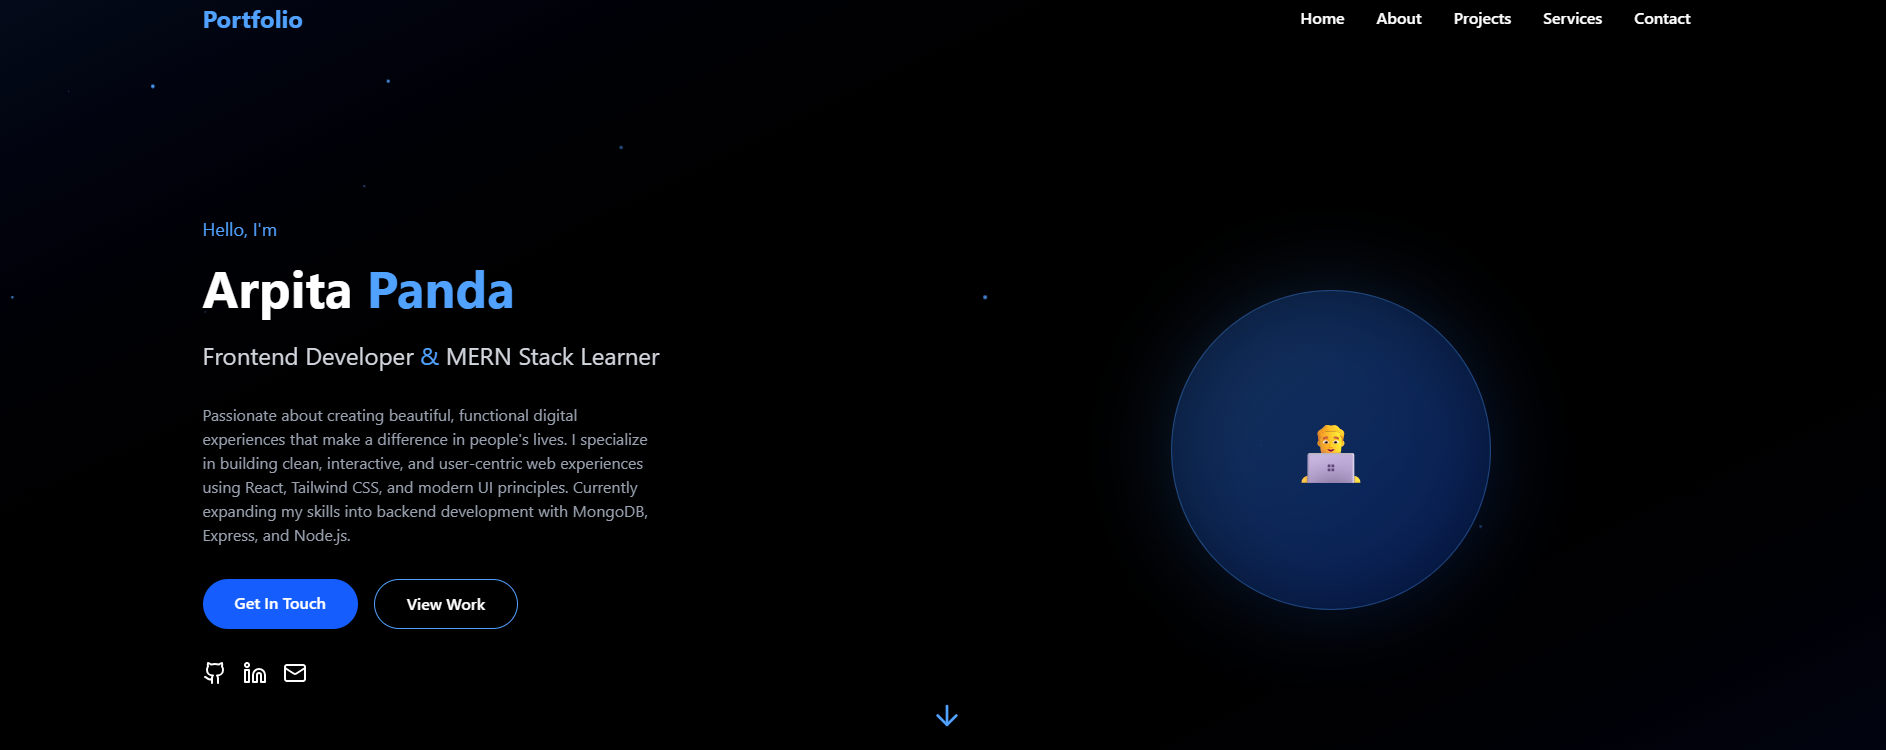 Portfolio
Home About Projects Services Contact
Hello, I'm
Arpita Panda
Frontend Developer & MERN Stack Learner
Passionate about creating beautiful, functional digital
experiences that make a difference in people's lives. I specialize
in building clean, interactive, and user-centric web experiences
using React, Tailwind CSS, and modern UI principles. Currently
expanding my skills into backend development with MongoDB,
Express, and Node.js.
Get In Touch View Work